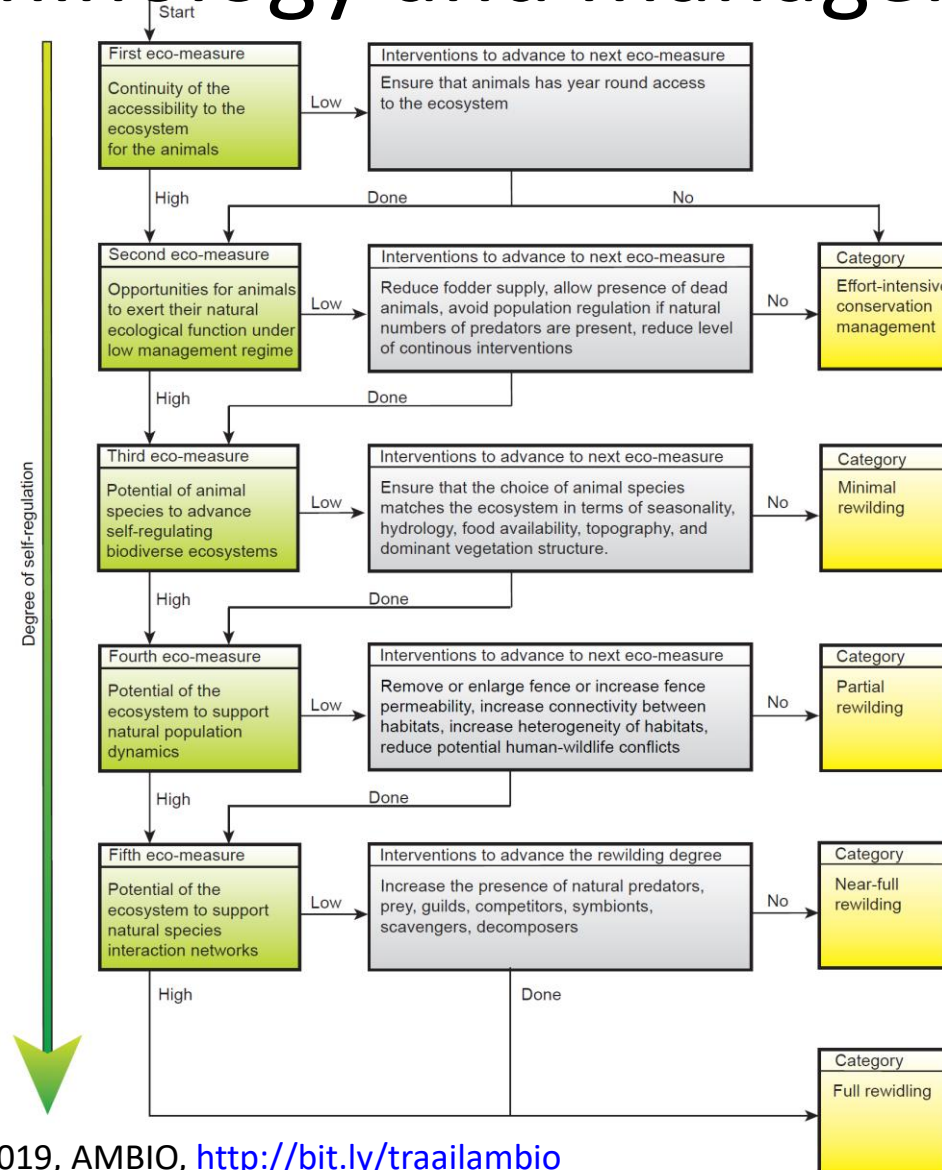 inology and manage
Start
First eco-measure
Continuity of the
accessibility to the
ecosystem
for the animals
Low
Interventions to advance to next eco-measure
Ensure that animals has year round access
to the ecosystem
High
Done
No
Second eco-measure
Opportunities for animals
to exert their natural
ecological function under
low management regime
Low
Interventions to advance to next eco-measure
Reduce fodder supply, allow presence of dead
animals, avoid population regulation if natural
numbers of predators are present, reduce level
of continous interventions
No
Category
Effort-intensive
conservation
management
High
Done
Third eco-measure
Potential of animal
species to advance
self-regulating
biodiverse ecosystems
Low
Interventions to advance to next eco-measure
Ensure that the choice of animal species
matches the ecosystem in terms of seasonality,
hydrology, food availability, topography, and
dominant vegetation structure.
No
Category
Minimal
rewilding
Degree of self-regulation
High
Done
Fourth eco-measure
Potential of the
ecosystem to support
natural population
dynamics
Low
Interventions to advance to next eco-measure
Remove or enlarge fence or increase fence
permeability, increase connectivity between
habitats, increase heterogeneity of habitats,
reduce potential human-wildlife conflicts
No
Category
Partial
rewilding
High
Done
Fifth eco-measure
Potential of the
ecosystem to support
natural species
interaction networks
Low
Interventions to advance the rewilding degree
Increase the presence of natural predators,
prey, guilds, competitors, symbionts,
scavengers, decomposers
No
Category
Near-full
rewilding
High
Done
Category
Full rewidling
019, AMBIO, http://bit.ly/traailambio